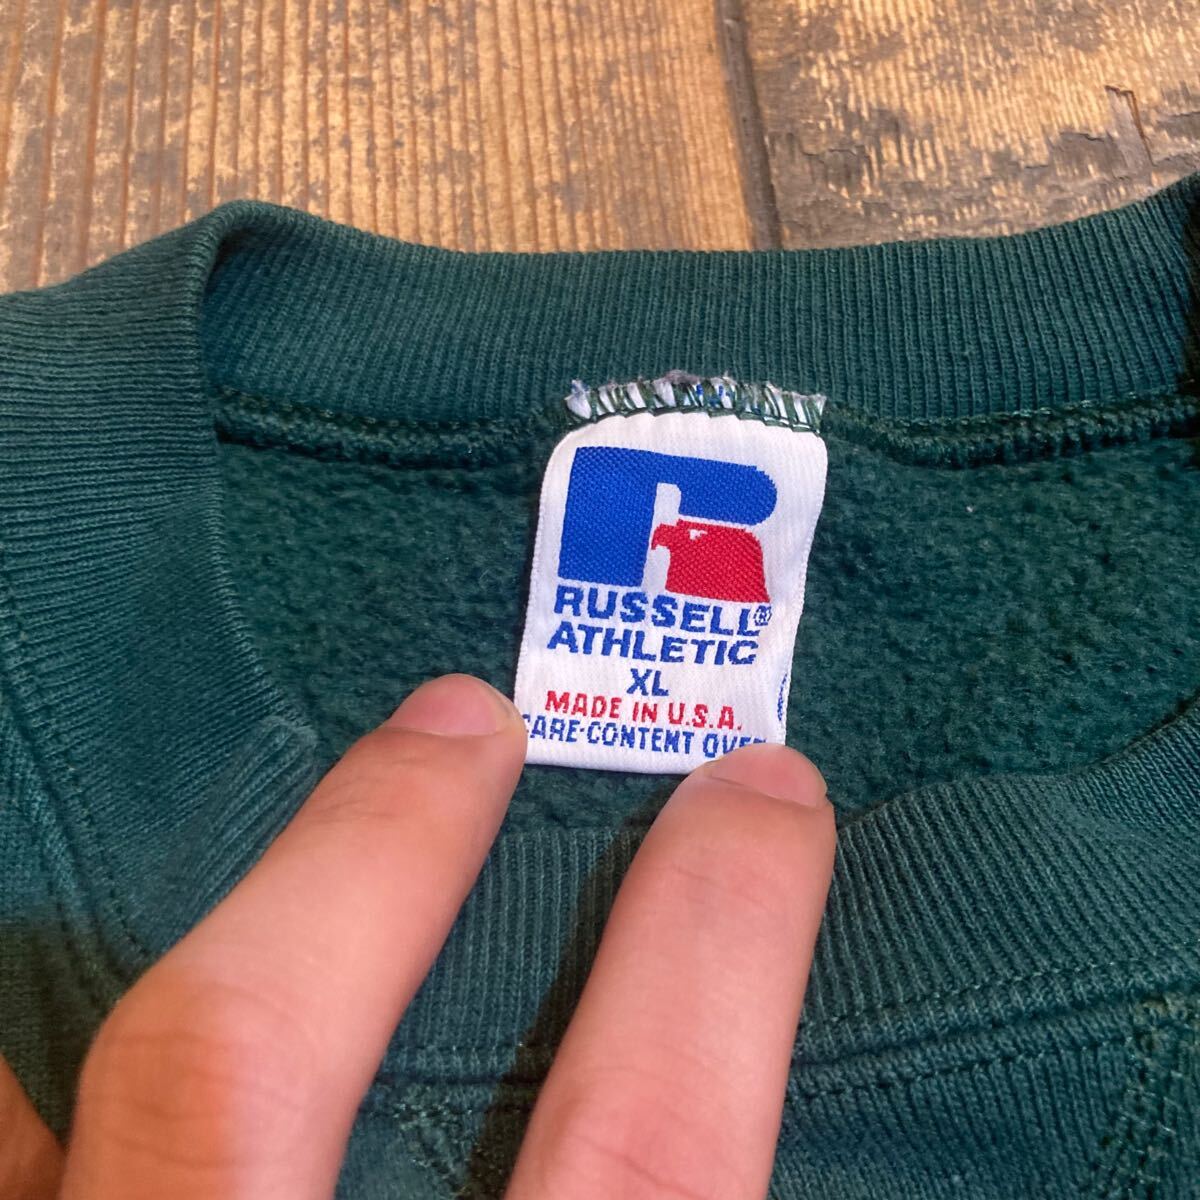 RUSSELL®
ATHLETIC
XL
MADE IN U.S.A.
CARE·CONTENT OVER